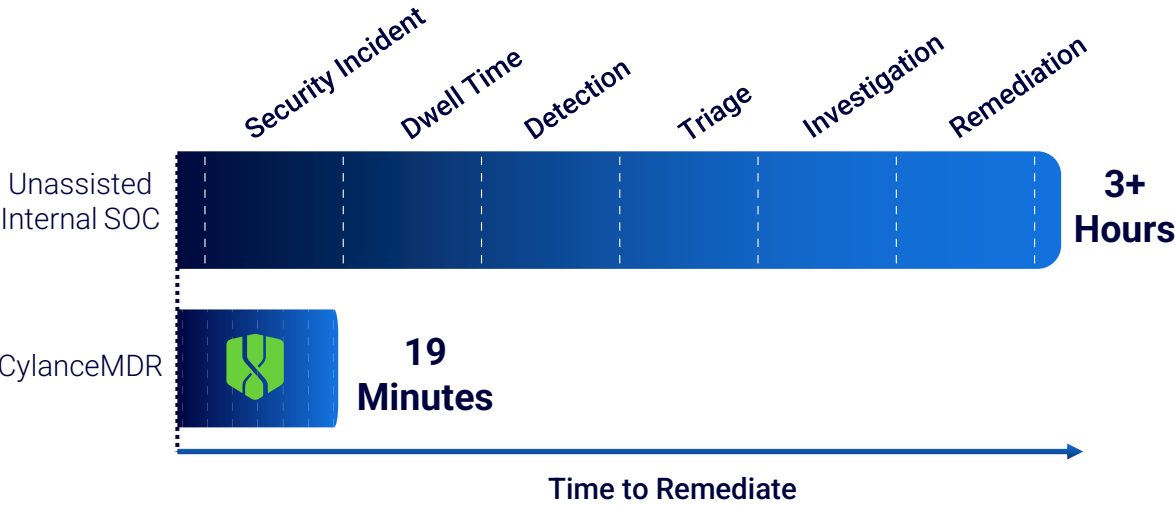 Security Incident
Dwell Time
Detection
Triage
Investigation
Remediation
Unassisted
Internal SOC
3+
Hours
CylanceMDR
19
Minutes
Time to Remediate